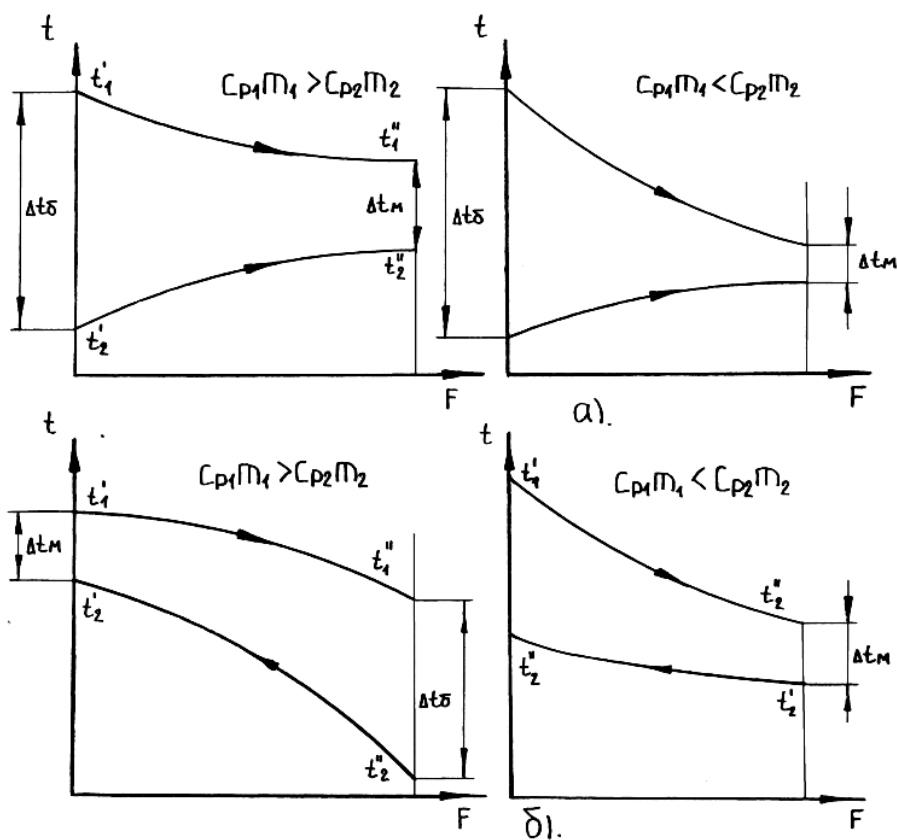 t
t'₁
Cp₁m₁ > Cp₂m₂
t"₁
Δtδ
Δtм
t"₂
t'₂
F
t
Cp₁m₁ < Cp₂m₂
Δtδ
Δtм
F
а).
t
Cp₁m₁ > Cp₂m₂
t'₁
Δtм
t"₁
t'₂
Δtδ
t"₂
F
t
t'₁
Cp₁m₁ < Cp₂m₂
t"₂
Δtм
t"₂
t'₂
F
б).